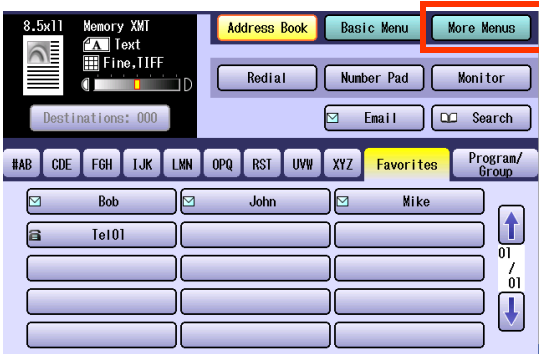 8.5x11 Memory XMT
A Text
Fine,TIFF
D
Destinations: 000
Address Book Basic Menu More Menus
Redial Number Pad Monitor
Email Search
#AB CDE FGH IJK LMN OPQ RST UVW XYZ Favorites Program/
Group
Bob John Mike
Tel01
01
/
01